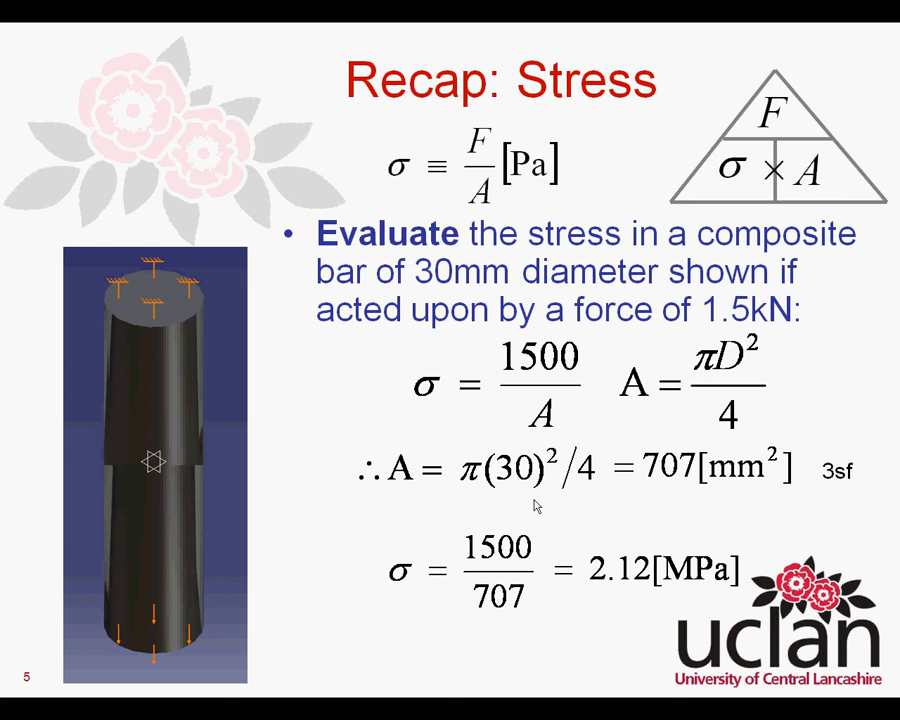 Recap: Stress
σ ≡ F/A [Pa]
F
σ × A
• Evaluate the stress in a composite
bar of 30mm diameter shown if
acted upon by a force of 1.5kN:
σ = 1500/A   A = πD²/4
∴ A = π(30)²/4 = 707[mm²] 3sf
σ = 1500/707 = 2.12[MPa]
uclan
University of Central Lancashire
5